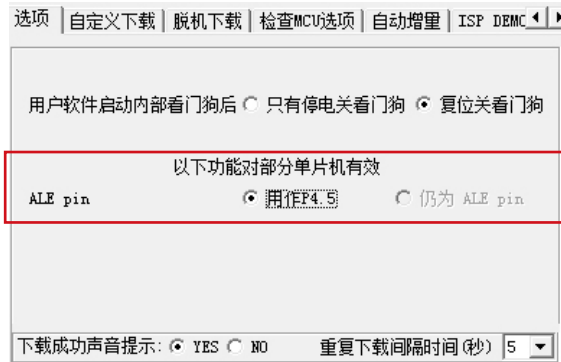 选项 自定义下载 脱机下载 检查MCU选项 自动增量 ISP DEMO
用户软件启动内部看门狗后 只有停电关看门狗 复位关看门狗
以下功能对部分单片机有效
ALE pin 用作P4.5 仍为 ALE pin
下载成功声音提示: YES NO 重复下载间隔时间(秒) 5